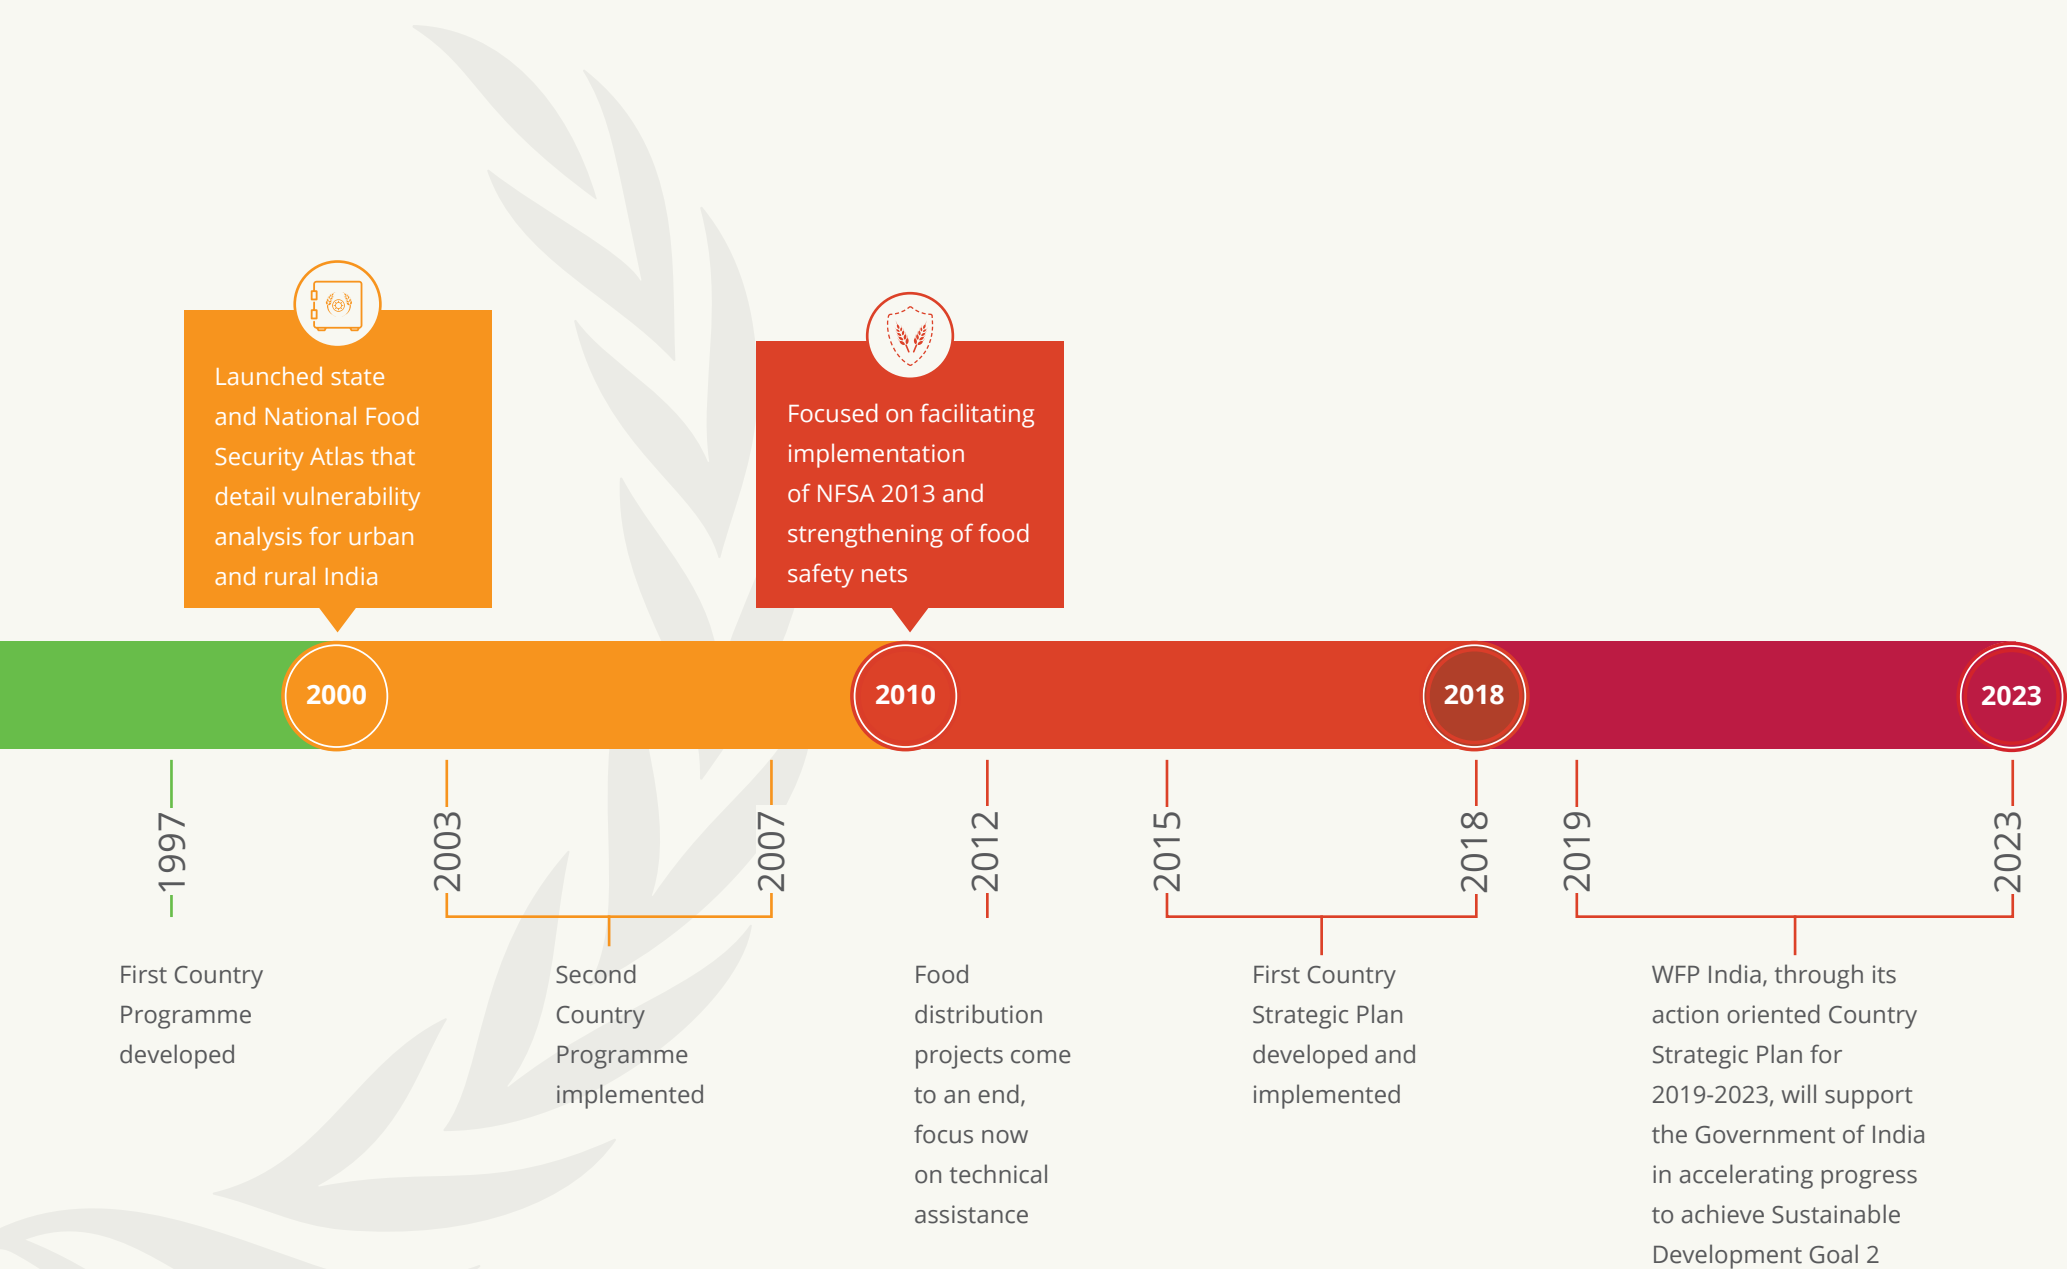 Launched state
and National Food
Security Atlas that
detail vulnerability
analysis for urban
and rural India
Focused on facilitating
implementation
of NFSA 2013 and
strengthening of food
safety nets
2000
2010
2018
2023
1997
2003
2007
2012
2015
2018
2019
2023
First Country
Programme
developed
Second
Country
Programme
implemented
Food
distribution
projects come
to an end,
focus now
on technical
assistance
First Country
Strategic Plan
developed and
implemented
WFP India, through its
action oriented Country
Strategic Plan for
2019-2023, will support
the Government of India
in accelerating progress
to achieve Sustainable
Development Goal 2